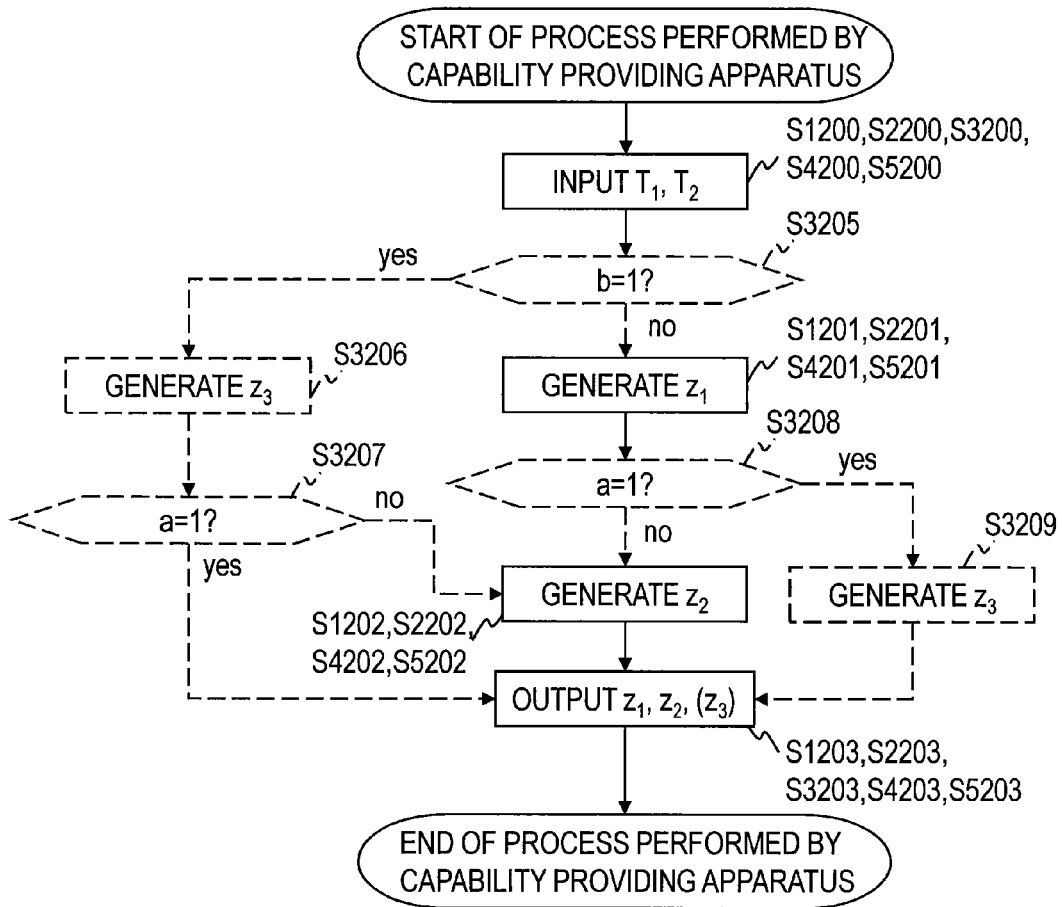 START OF PROCESS PERFORMED BY
CAPABILITY PROVIDING APPARATUS
S1200,S2200,S3200,
S4200,S5200
INPUT T₁, T₂
S3205
yes
b=1?
no
S1201,S2201,
S4201,S5201
S3206
GENERATE z₃
GENERATE z₁
S3208
S3207
yes
a=1?
no
a=1?
no
yes
S3209
GENERATE z₂
GENERATE z₃
S1202,S2202,
S4202,S5202
OUTPUT z₁, z₂, (z₃)
S1203,S2203,
S3203,S4203,S5203
END OF PROCESS PERFORMED BY
CAPABILITY PROVIDING APPARATUS